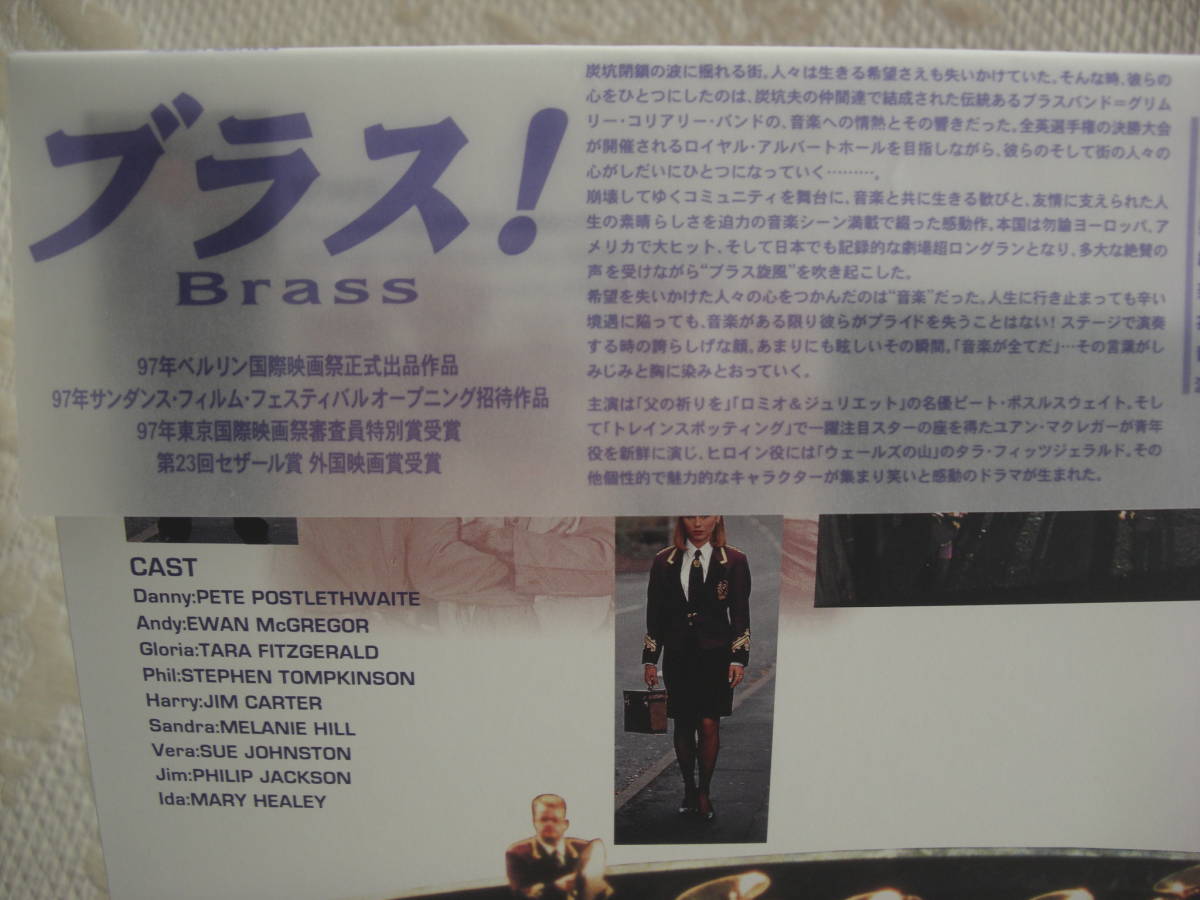 ブラス!
Brass
97年ベルリン国際映画祭正式出品作品
97年サンダンス・フィルム・フェスティバル オープニング招待作品
97年東京国際映画祭審査員特別賞受賞
第23回セザール賞 外国映画賞受賞
炭坑閉鎖の波に揺れる街。人々は生きる希望さえも失いかけていた。そんな時、彼らの
心をひとつにしたのは、炭坑夫の仲間達で結成された伝統あるブラスバンド=グリム
リー・コリアリー・バンドの、音楽への情熱とその響きだった。全英選手権の決勝大会
が開催されるロイヤル・アルバートホールを目指しながら、彼らのそして街の人々の
心がしだいにひとつになっていく………。
崩壊してゆくコミュニティを舞台に、音楽と共に生きる歓びと、友情に支えられた人
生の素晴らしさを迫力の音楽シーン満載で綴った感動作。本国は勿論ヨーロッパ、ア
メリカで大ヒット、そして日本でも記録的な劇場超ロングランとなり、多大な絶賛の
声を受けながら"ブラス旋風"を吹き起こした。
希望を失いかけた人々の心をつかんだのは"音楽"だった。人生に行き止まっても辛い
境遇に陥っても、音楽がある限り彼らがプライドを失うことはない!ステージで演奏
する時の誇らしげな顔。あまりにも眩しいその瞬間。「音楽が全てだ」…その言葉がし
みじみと胸に染みとおっていく。
主演は「父の祈りを」「ロミオ&ジュリエット」の名優ピート・ポスルスウェイト。そし
て「トレインスポッティング」で一躍注目スターの座を得たユアン・マクレガーが青年
役を新鮮に演じ、ヒロイン役には「ウェールズの山」のタラ・フィッツジェラルド。その
他個性的で魅力的なキャラクターが集まり笑いと感動のドラマが生まれた。
CAST
Danny:PETE POSTLETHWAITE
Andy:EWAN McGREGOR
Gloria:TARA FITZGERALD
Phil:STEPHEN TOMPKINSON
Harry:JIM CARTER
Sandra:MELANIE HILL
Vera:SUE JOHNSTON
Jim:PHILIP JACKSON
Ida:MARY HEALEY